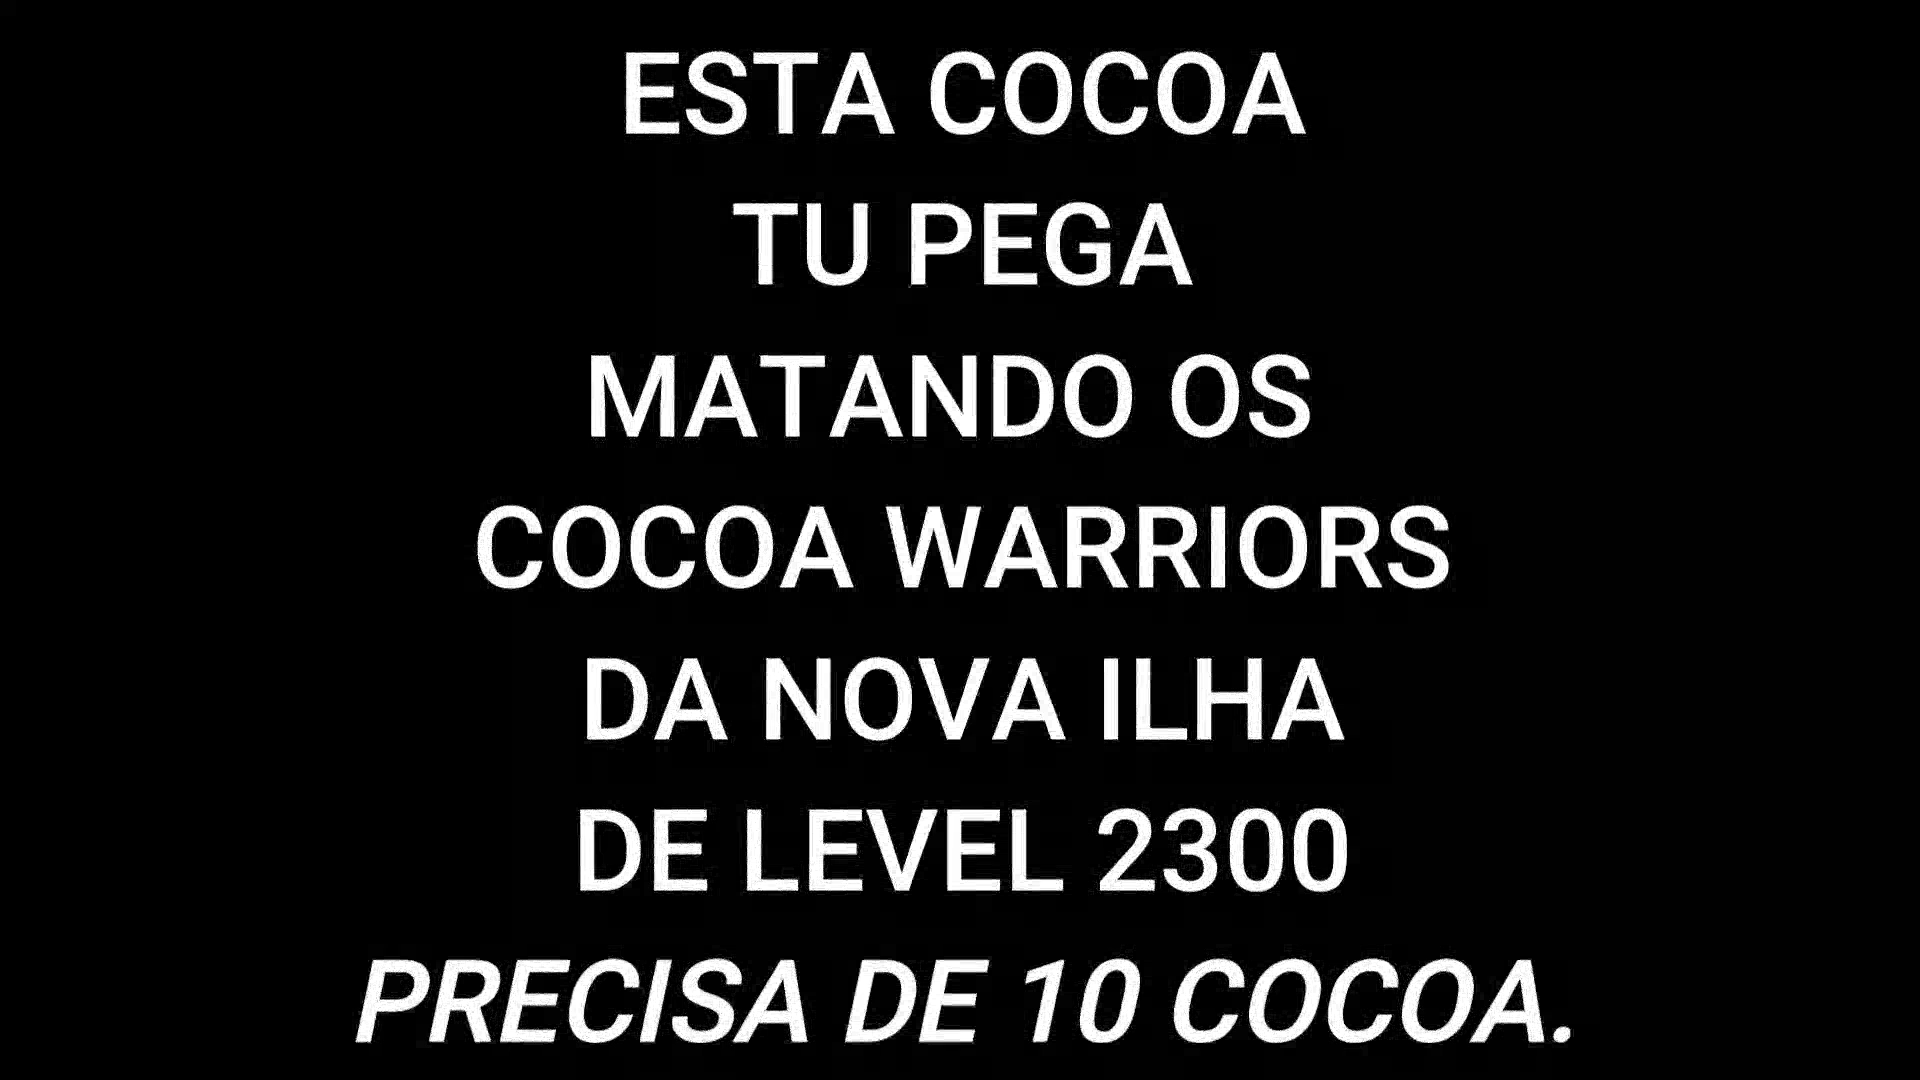 ESTA COCOA
TU PEGA
MATANDO OS
COCOA WARRIORS
DA NOVA ILHA
DE LEVEL 2300
PRECISA DE 10 COCOA.